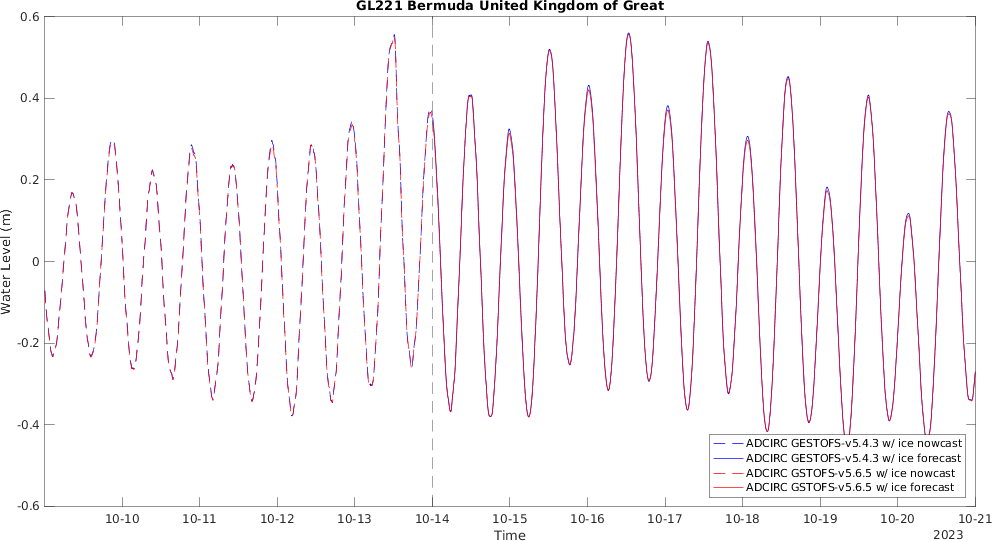 GL221 Bermuda United Kingdom of Great
0.6
0.4
0.2
0
-0.2
-0.4
-0.6
Water Level (m)
ADCIRC GESTOFS-v5.4.3 w/ ice nowcast
ADCIRC GESTOFS-v5.4.3 w/ ice forecast
ADCIRC GSTOFS-v5.6.5 w/ ice nowcast
ADCIRC GSTOFS-v5.6.5 w/ ice forecast
10-10 10-11 10-12 10-13 10-14 10-15 10-16 10-17 10-18 10-19 10-20 10-21
Time
2023